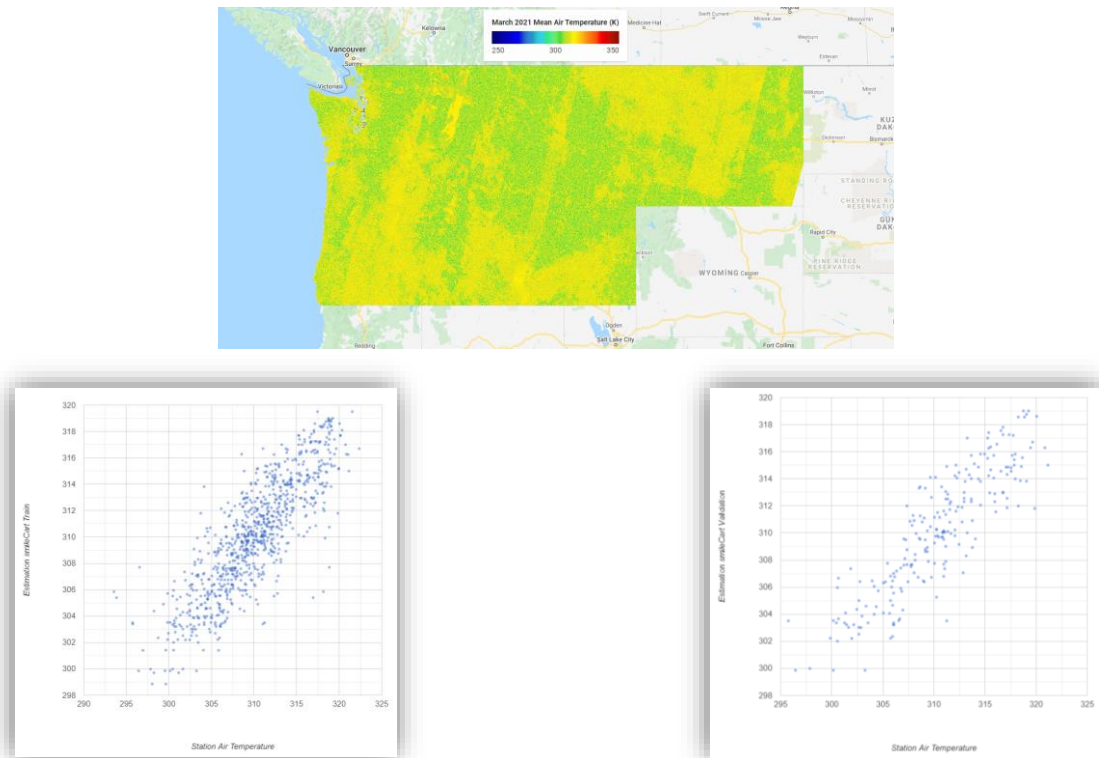 March 2021 Mean Air Temperature (K)
250 300 350
Kelowna
Medicine Hat
Swift Current
Moose Jaw
Regina
Vancouver
Surrey
Victoria
Estevan
Williston
Minot
Dickinson
Bismarck
STANDING RO
CHEYENNE RIV
RESERVATION
Rapid City
PINE RIDGE
RESERVATION
WYOMING Casper
Redding
Ogden
Salt Lake City
Fort Collins
Estimation smileCart Train
320
318
316
314
312
310
308
306
304
302
300
298
290 295 300 305 310 315 320 325
Station Air Temperature
Estimation smileCart Validation
320
318
316
314
312
310
308
306
304
302
300
298
295 300 305 310 315 320 325
Station Air Temperature